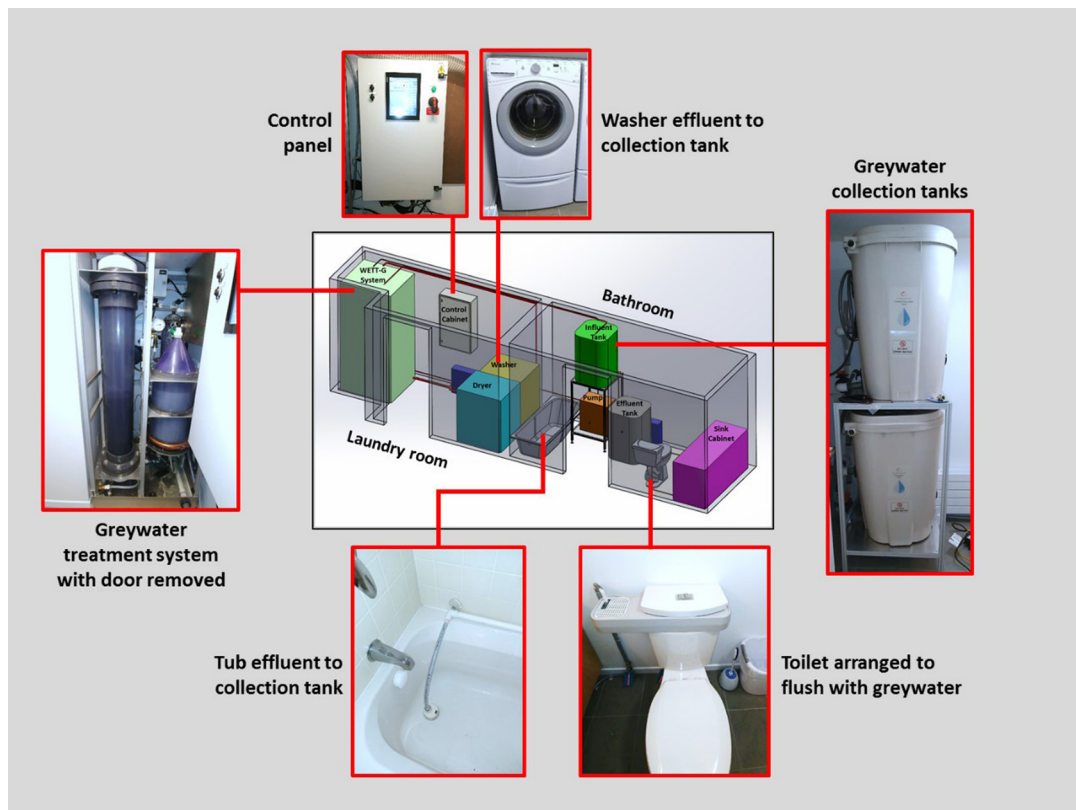 Control
panel
Washer effluent to
collection tank
Greywater
collection tanks
WETT-G
System
Control
Cabinet
Bathroom
Influent
Tank
Washer
Dryer
Pump
Effluent
Tank
Sink
Cabinet
Laundry room
Greywater
treatment system
with door removed
Tub effluent to
collection tank
Toilet arranged to
flush with greywater